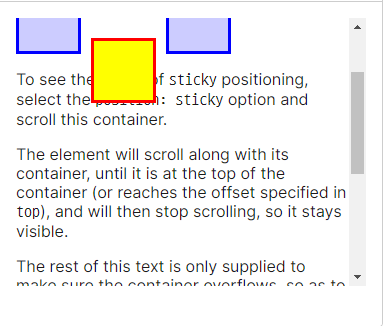 To see the of sticky positioning,
select the position: sticky option and
scroll this container.
The element will scroll along with its
container, until it is at the top of the
container (or reaches the offset specified in
top), and will then stop scrolling, so it stays
visible.
The rest of this text is only supplied to
make sure the container overflows, so as to